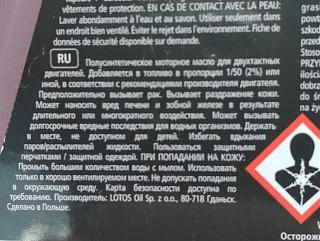 vêtements de protection. EN CAS DE CONTACT AVEC LA PEAU:
Laver abondamment à l'eau et au savon. Utiliser seulement dans
un endroit bien ventilé. Éviter le rejet dans l'environnement. Fiche de
données de sécurité disponible sur demande.
RU Полусинтетическое моторное масло для двухтактных
двигателей. Добавляется в топливо в пропорции 1/50 (2%) или
иной, в соответствии с рекомендациями производителя двигателя.
Предположительно вызывает рак. Вызывает раздражение кожи.
Может наносить вред печени и зобной железе в результате
длительного или многократного воздействия. Может вызывать
долгосрочные вредные последствия для водных организмов. Держать
в месте, не доступном для детей. Избегать вдыхания
паров/распылителей жидкости. Пользоваться защитными
перчатками / защитной одеждой. ПРИ ПОПАДАНИИ НА КОЖУ:
Промыть большим количеством воды с мылом. Использовать
только в хорошо вентилируемом месте. Не допускать попадания
в окружающую среду. Карта безопасности доступна по
требованию. Производитель: LOTOS Oil Sp. z o.o., 80-718 Гданьск.
Сделано в Польше.
Осторожн